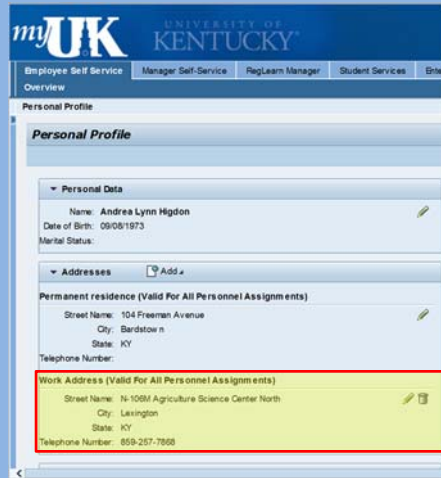 myUK UNIVERSITY OF KENTUCKY
Employee Self Service Manager Self-Service RegLearn Manager Student Services Ente
Overview
Personal Profile
Personal Profile
Personal Data
Name: Andrea Lynn Higdon
Date of Birth: 09/08/1973
Marital Status:
Addresses Add
Permanent residence (Valid For All Personnel Assignments)
Street Name: 104 Freeman Avenue
City: Bardstown
State: KY
Telephone Number:
Work Address (Valid For All Personnel Assignments)
Street Name: N-106M Agriculture Science Center North
City: Lexington
State: KY
Telephone Number: 859-257-7868